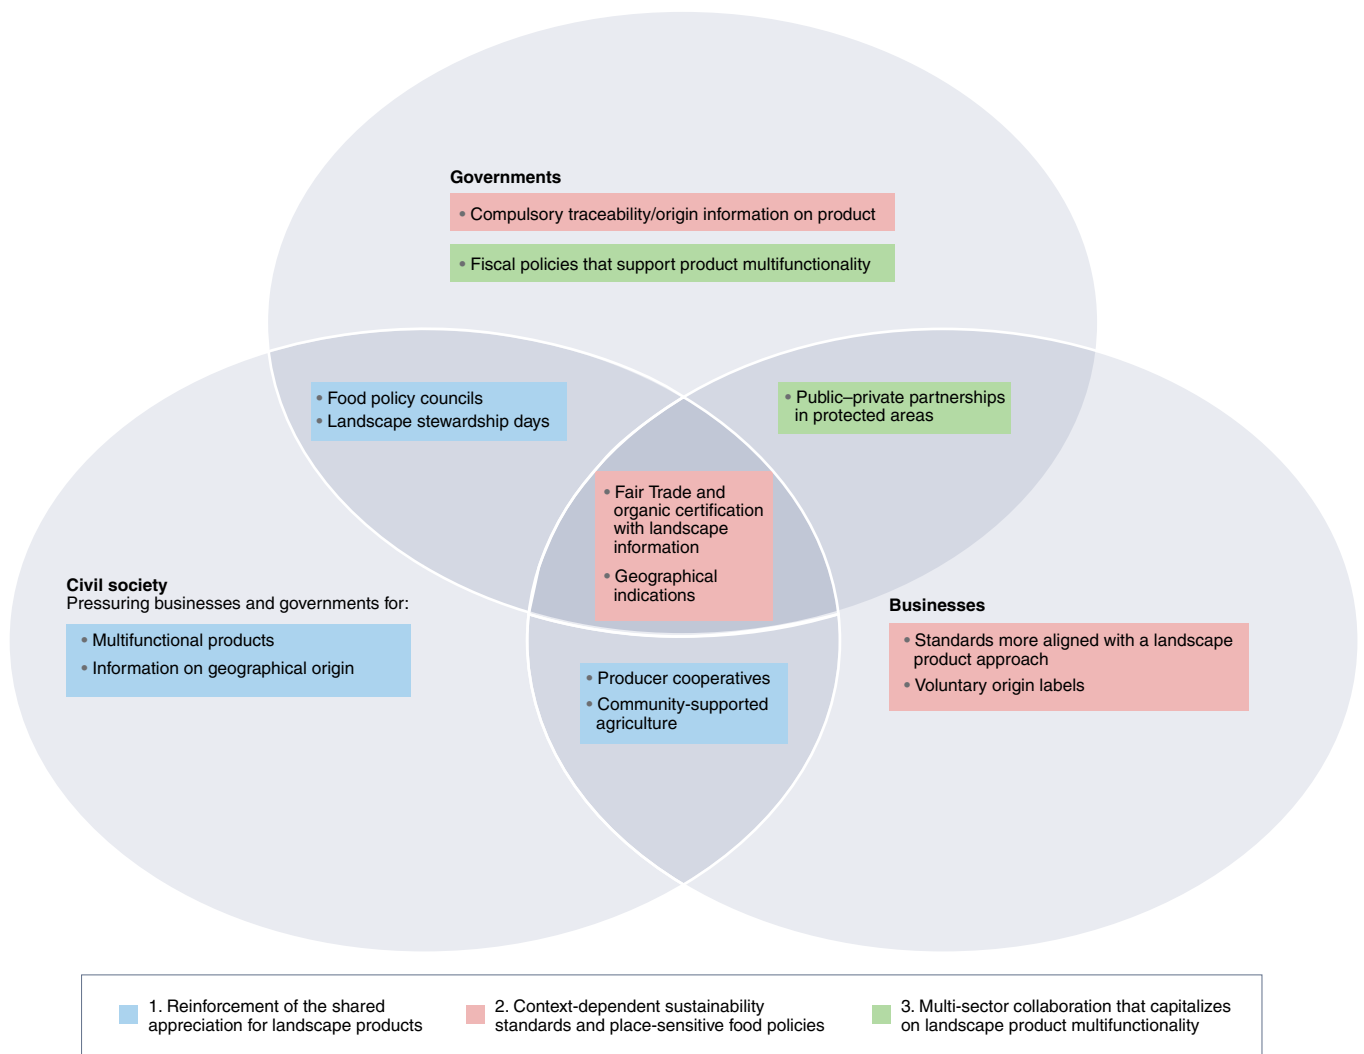 Governments
• Compulsory traceability/origin information on product
• Fiscal policies that support product multifunctionality
• Food policy councils
• Landscape stewardship days
• Public–private partnerships
in protected areas
• Fair Trade and
organic certification
with landscape
information
• Geographical
indications
Civil society
Pressuring businesses and governments for:
• Multifunctional products
• Information on geographical origin
Businesses
• Standards more aligned with a landscape
product approach
• Voluntary origin labels
• Producer cooperatives
• Community-supported
agriculture
1. Reinforcement of the shared
appreciation for landscape products
2. Context-dependent sustainability
standards and place-sensitive food policies
3. Multi-sector collaboration that capitalizes
on landscape product multifunctionality